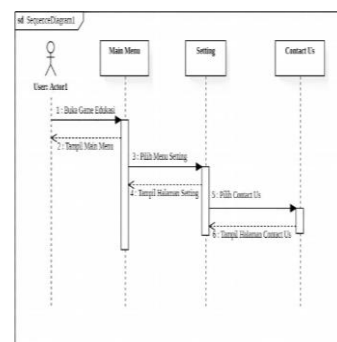 sd SequenceDiagram1
Main Menu
Setting
Contact Us
User: Actor1
1 : Buka Game Edukasi
2 : Tampil Main Menu
3 : Pilih Menu Setting
4 : Tampil Halaman Setting
5 : Pilih Contact Us
6 : Tampil Halaman Contact Us